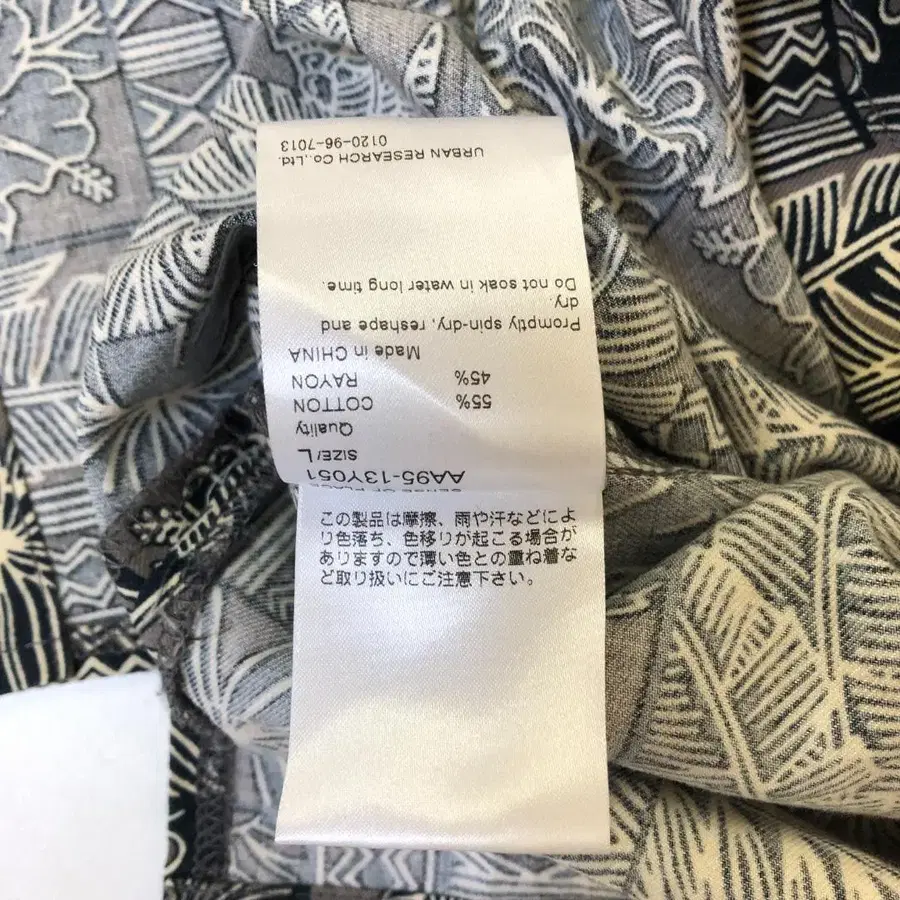 SENSE OF PLACE
AA95-13Y051
SIZE/L
Quality
COTTON 55%
RAYON 45%
Made in CHINA
Promptly spin-dry, reshape and
dry.
Do not soak in water long time.
URBAN RESEARCH Co.,Ltd.
0120-96-7013
この製品は摩擦、雨や汗などによ
り色落ち、色移りが起こる場合が
ありますので薄い色との重ね着な
ど取り扱いにご注意下さい。